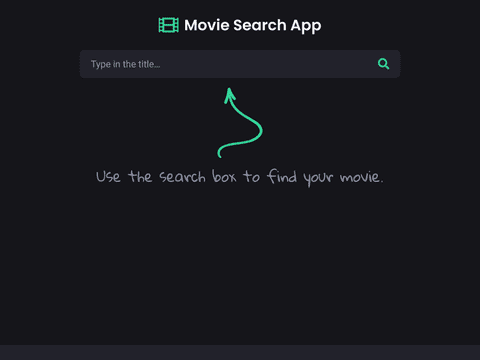 Movie Search App
Type in the title...
Use the search box to find your movie.